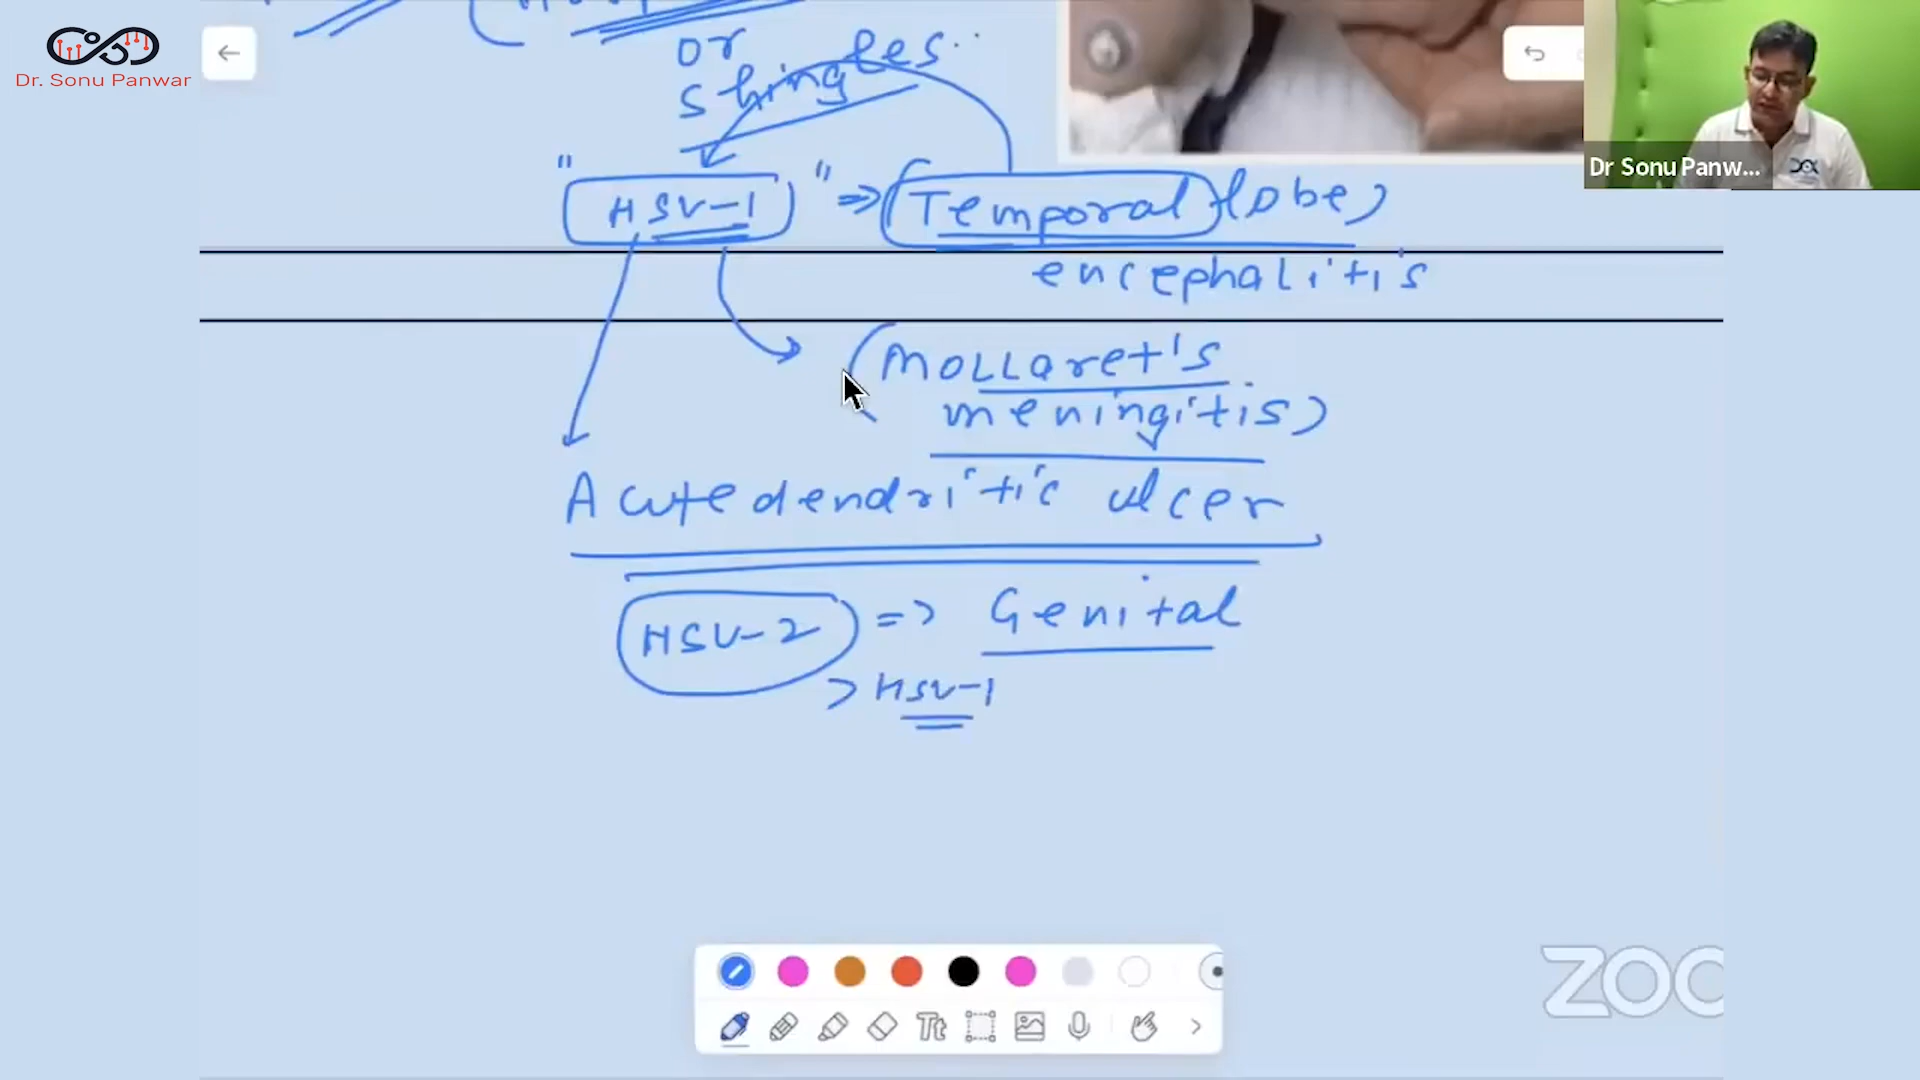 Dr. Sonu Panwar
or
shingles..
Dr Sonu Panw...
"HSV-1" => (Temporal lobe)
encephalitis
(Mollaret's
meningitis)
Acute dendritic ulcer
HSV-2 => Genital
> HSV-1
Tt